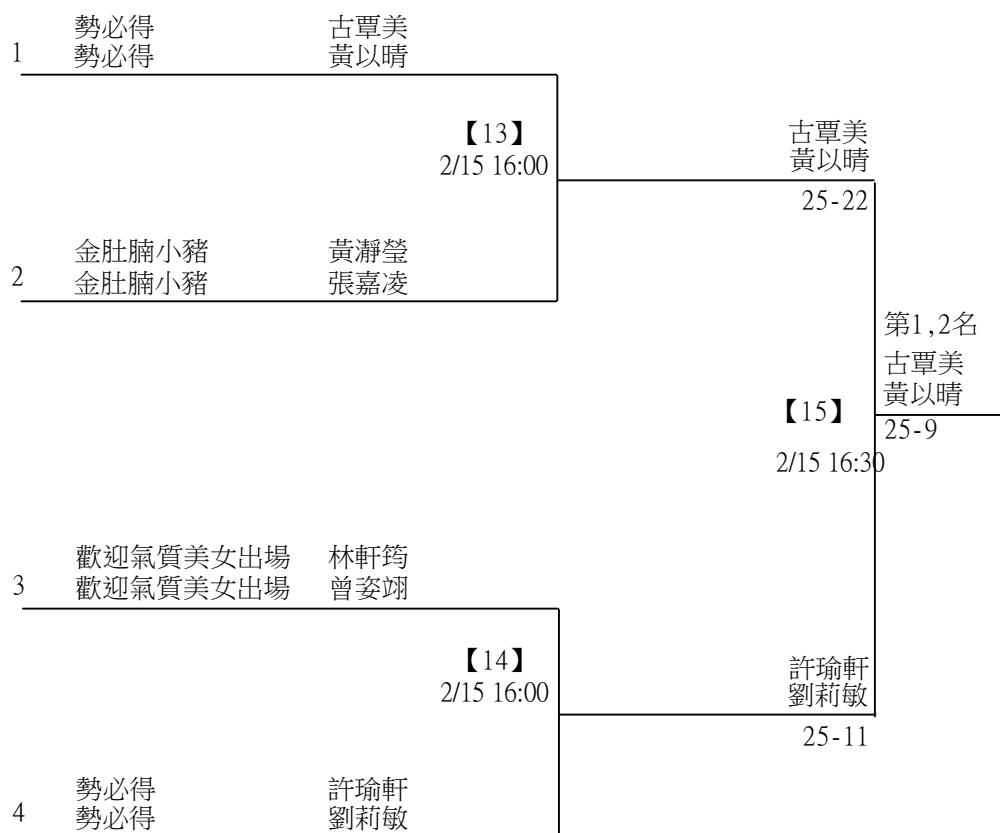 勢必得 古覃美
1 勢必得 黃以晴
【13】
2/15 16:00
古覃美
黃以晴
25-22
金肚腩小豬 黃瀞瑩
2 金肚腩小豬 張嘉凌
第1,2名
古覃美
黃以晴
【15】
25-9
2/15 16:30
歡迎氣質美女出場 林軒筠
3 歡迎氣質美女出場 曾姿翊
【14】
2/15 16:00
許瑜軒
劉莉敏
25-11
勢必得 許瑜軒
4 勢必得 劉莉敏